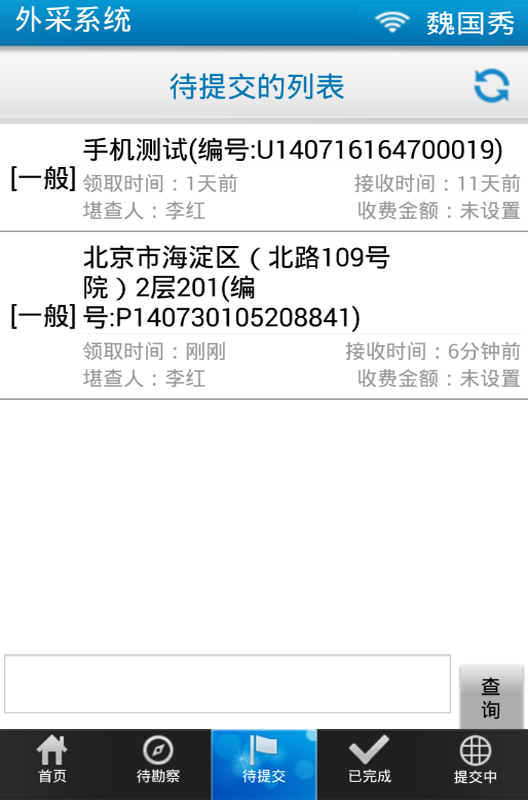 外采系统 魏国秀
待提交的列表
手机测试(编号:U140716164700019)
[一般]
领取时间：1天前 接收时间：11天前
堪查人：李红 收费金额：未设置
北京市海淀区（北路109号
院）2层201(编
[一般] 号:P140730105208841)
领取时间：刚刚 接收时间：6分钟前
堪查人：李红 收费金额：未设置
查
询
首页 待勘察 待提交 已完成 提交中